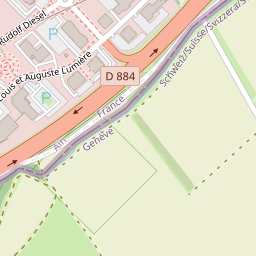 Rudolf Diesel
P
Louis et Auguste Lumière
P
D 884
Schweiz/Suisse/Svizzera/S
Ain
France
Genève